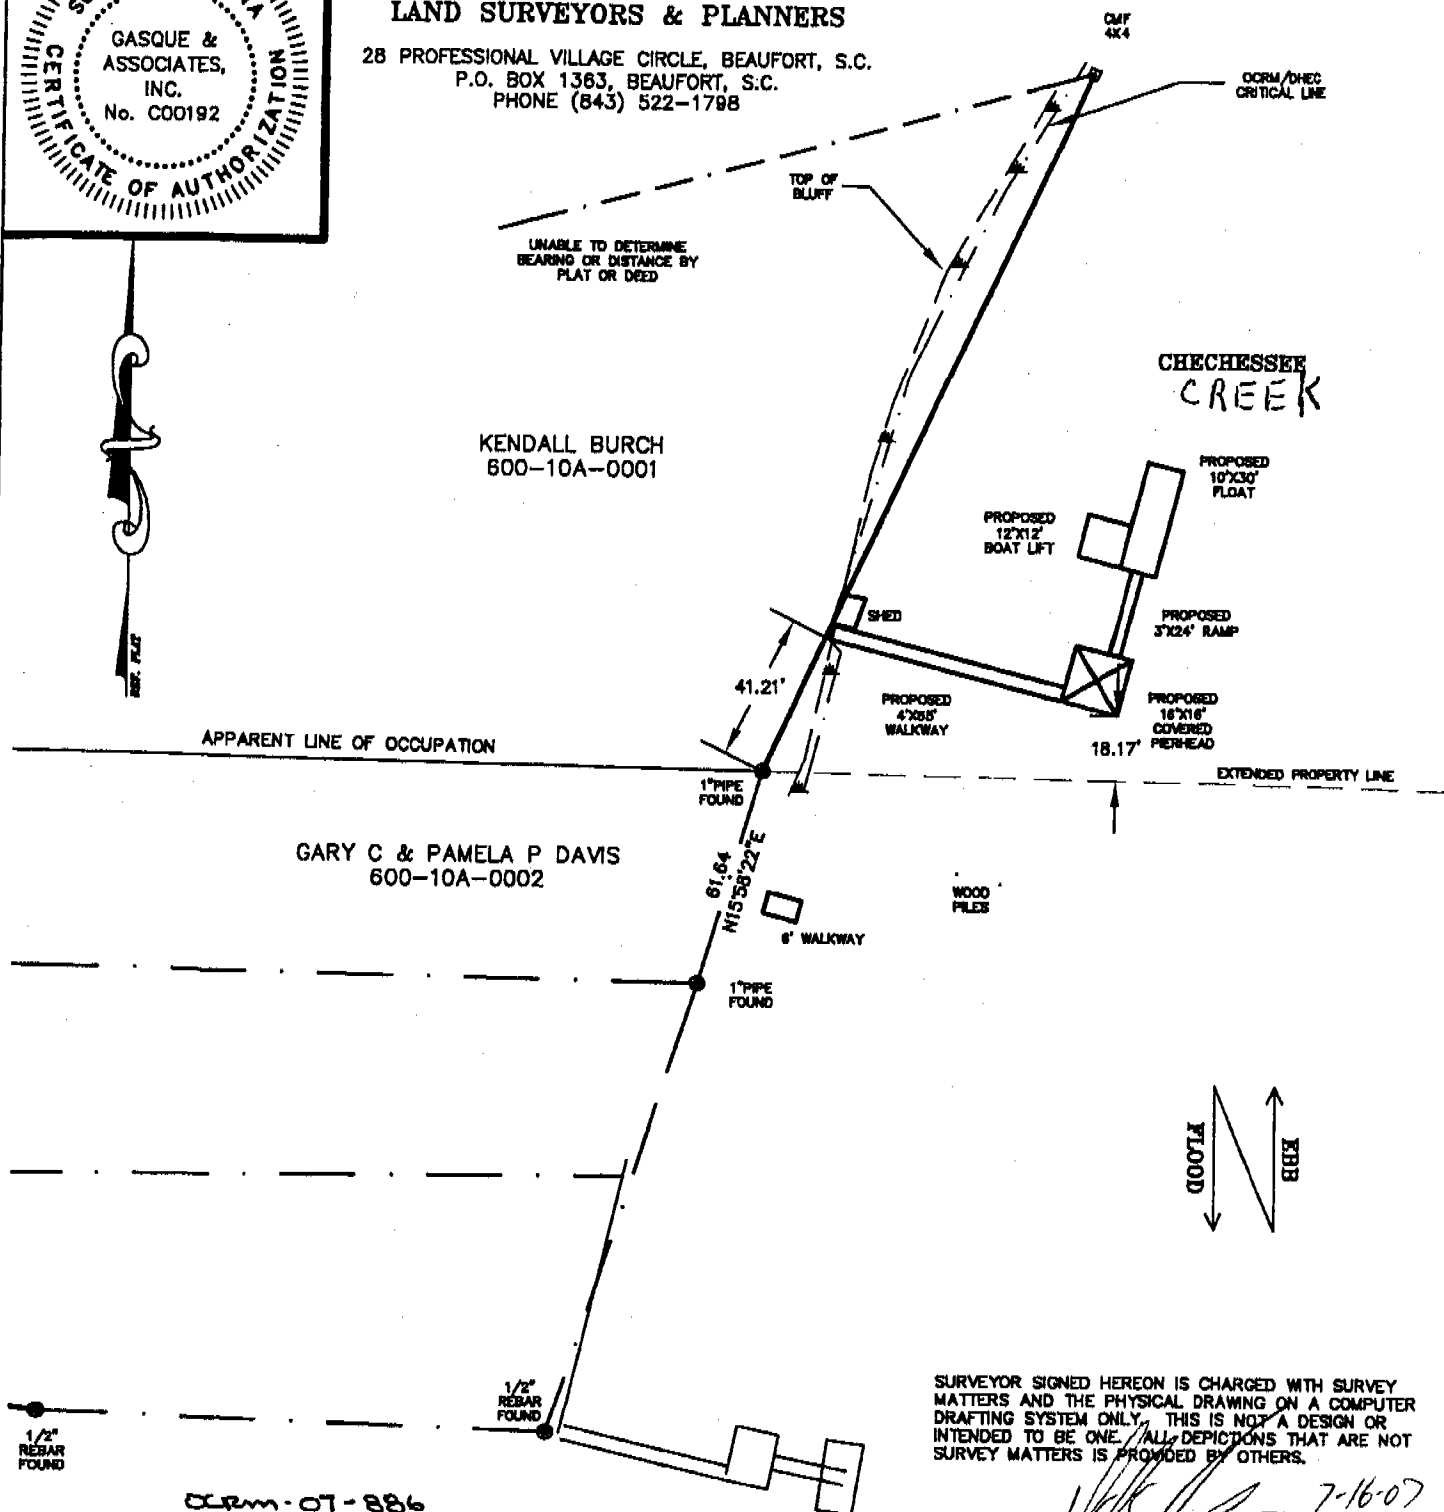 GASQUE &
ASSOCIATES,
INC.
No. C00192
CERTIFICATE OF AUTHORIZATION
LAND SURVEYORS & PLANNERS
28 PROFESSIONAL VILLAGE CIRCLE, BEAUFORT, S.C.
P.O. BOX 1363, BEAUFORT, S.C.
PHONE (843) 522-1798
CMF
4X4
OCRM/DHEC
CRITICAL LINE
TOP OF
BLUFF
UNABLE TO DETERMINE
BEARING OR DISTANCE BY
PLAT OR DEED
CHECHESSEE
CREEK
KENDALL BURCH
600-10A-0001
PROPOSED
10'X30'
FLOAT
PROPOSED
12'X12'
BOAT LIFT
SHED
PROPOSED
3'X24' RAMP
REF. PLAT
41.21'
PROPOSED
WALKWAY
PROPOSED
16'X16'
COVERED
PIERHEAD
18.17'
APPARENT LINE OF OCCUPATION
EXTENDED PROPERTY LINE
1"PIPE
FOUND
GARY C & PAMELA P DAVIS
600-10A-0002
61.64
N15°58'22"E
WOOD
PILES
6' WALKWAY
1"PIPE
FOUND
FLOOD
EBB
1/2"
REBAR
FOUND
1/2"
REBAR
FOUND
SURVEYOR SIGNED HEREON IS CHARGED WITH SURVEY
MATTERS AND THE PHYSICAL DRAWING ON A COMPUTER
DRAFTING SYSTEM ONLY. THIS IS NOT A DESIGN OR
INTENDED TO BE ONE. ALL DEPICTIONS THAT ARE NOT
SURVEY MATTERS IS PROVIDED BY OTHERS.
OCRM-07-886
7-16-07